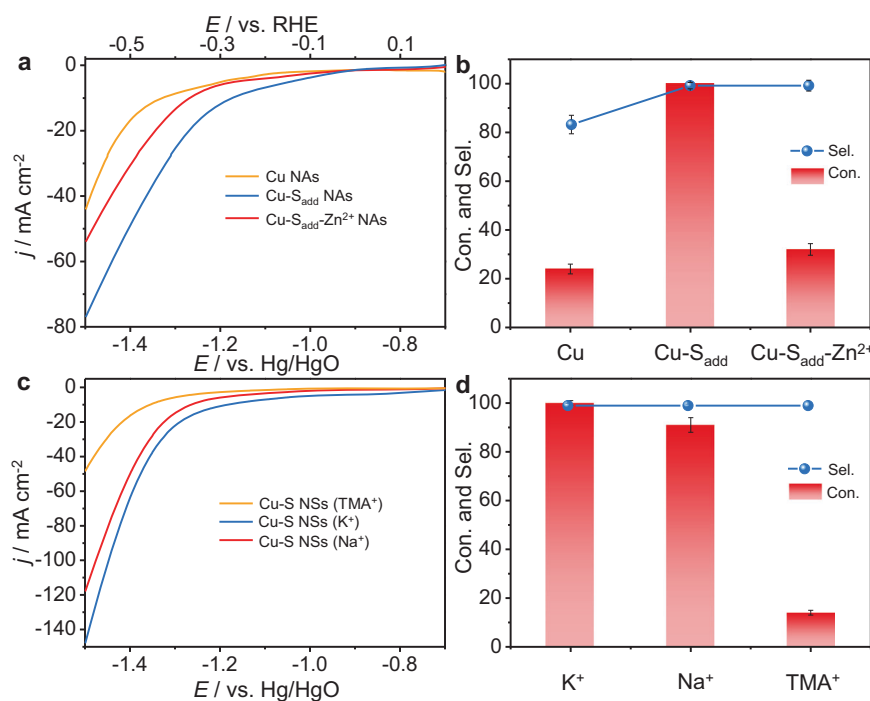 a
E / vs. RHE
-0.5 -0.3 -0.1 0.1
j / mA cm⁻²
0
-20
-40
-60
-80
Cu NAs
Cu-Sadd NAs
Cu-Sadd-Zn²⁺ NAs
-1.4 -1.2 -1.0 -0.8
E / vs. Hg/HgO
b
Con. and Sel.
100
80
60
40
20
0
Sel.
Con.
Cu Cu-Sadd Cu-Sadd-Zn²⁺
c
j / mA cm⁻²
0
-20
-40
-60
-80
-100
-120
-140
Cu-S NSs (TMA⁺)
Cu-S NSs (K⁺)
Cu-S NSs (Na⁺)
-1.4 -1.2 -1.0 -0.8
E / vs. Hg/HgO
d
Con. and Sel.
100
80
60
40
20
0
Sel.
Con.
K⁺ Na⁺ TMA⁺